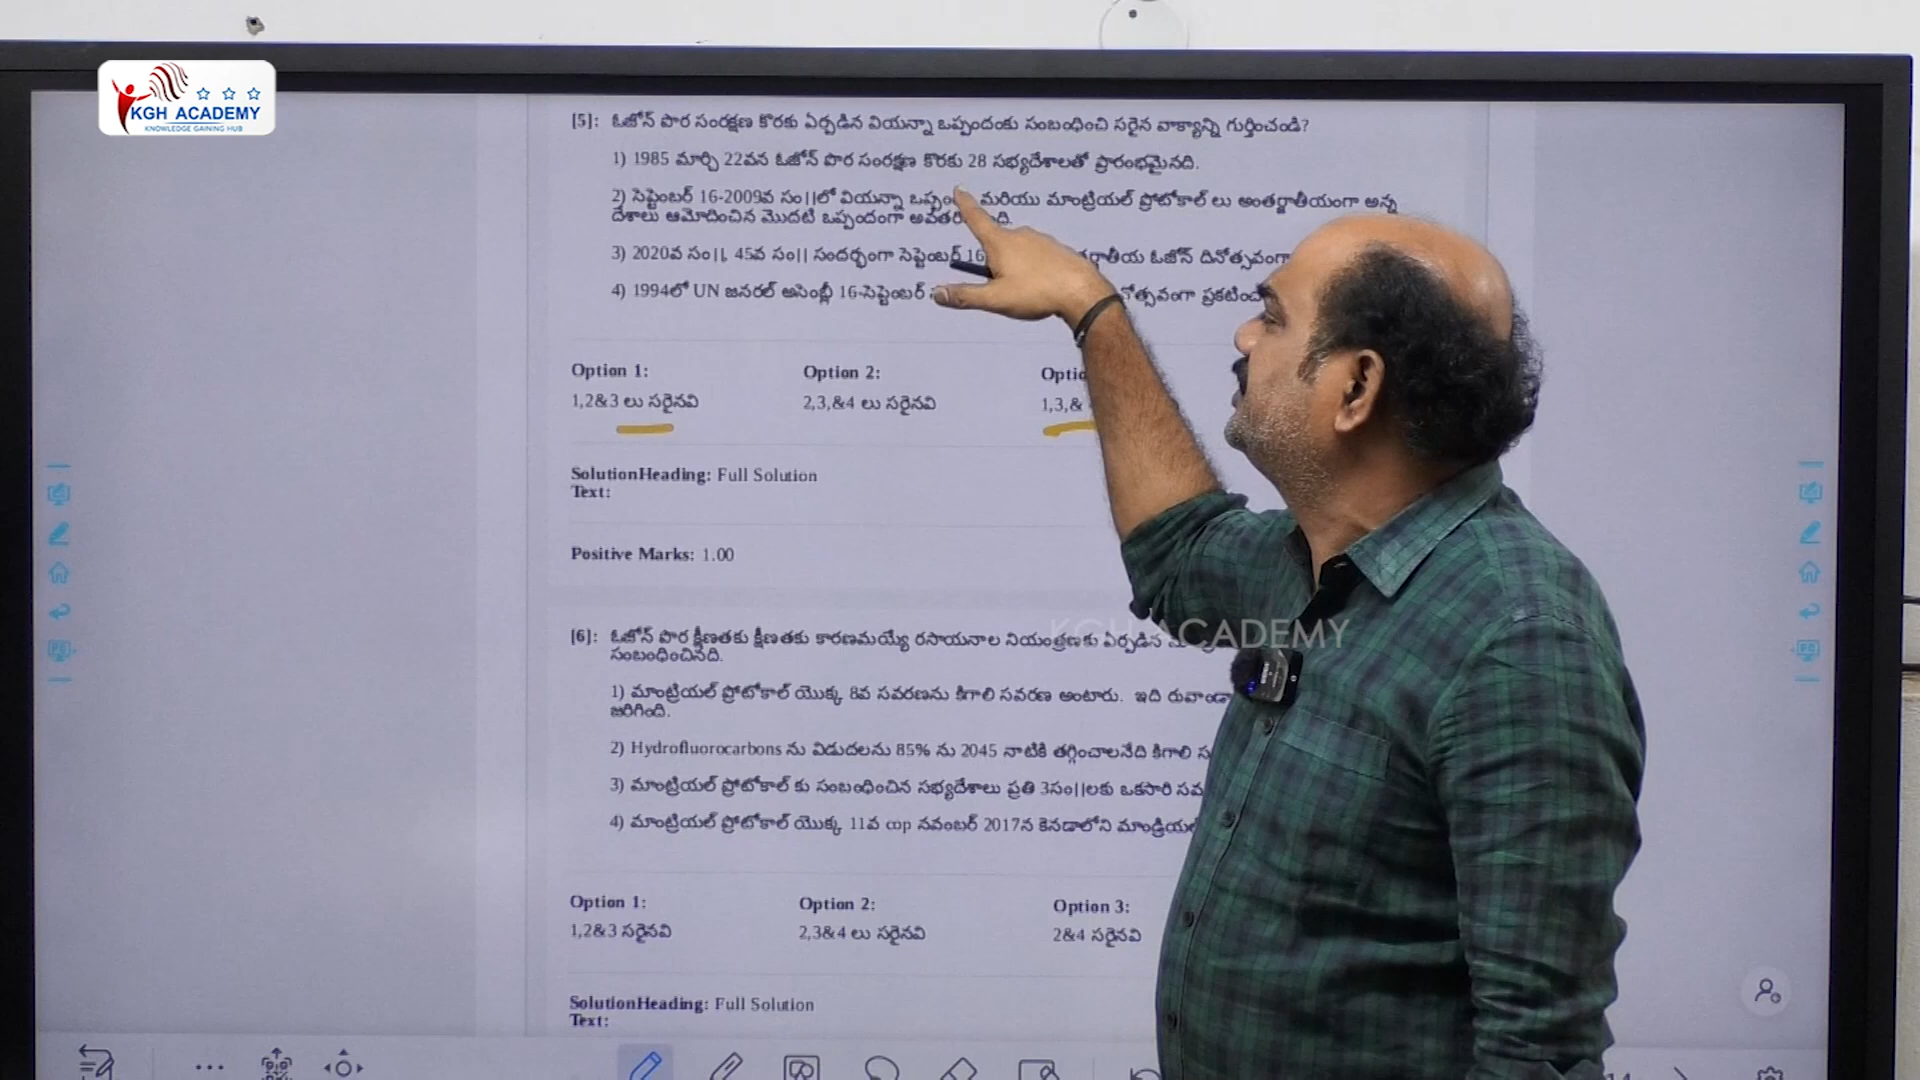 KGH ACADEMY
KNOWLEDGE GAINING HUB
[5]: ఓజోన్ పొర సంరక్షణ కొరకు ఏర్పడిన వియన్నా ఒప్పందంకు సంబంధించి సరైన వాక్యాన్ని గుర్తించండి?
1) 1985 మార్చి 22వన ఓజోన్ పొర సంరక్షణ కొరకు 28 సభ్యదేశాలతో ప్రారంభమైనది.
2) సెప్టెంబర్ 16-2009వ సం||లో వియన్నా మరియు మాంట్రియల్ ప్రోటోకాల్ లు అంతర్జాతీయంగా అన్ని
దేశాలు ఆమోదించిన మొదటి ఒప్పందంగా
3) 2020వ సం||, 45వ సం|| సందర్భంగా సెప్టెంబర్ 16 ఓజోన్ దినోత్సవంగా
4) 1994లో UN జనరల్ అసెంబ్లీ 16-సెప్టెంబర్
Option 1:
Option 2:
1,2&3 లు సరైనవి
2,3,&4 లు సరైనవి
1,3,&
SolutionHeading: Full Solution
Text:
Positive Marks: 1.00
KGH ACADEMY
[6]: ఓజోన్ పొర క్షీణతకు క్షీణతకు కారణమయ్యే రసాయనాల నియంత్రణకు ఏర్పడిన
సంబంధించినది.
1) మాంట్రియల్ ప్రోటోకాల్ యొక్క 8వ సవరణను కిగాలి సవరణ అంటారు. ఇది రువాండా
జరిగింది.
2) Hydrofluorocarbons ను విడుదలను 85% ను 2045 నాటికి తగ్గించాలనేది కిగాలి
3) మాంట్రియల్ ప్రోటోకాల్ కు సంబంధించిన సభ్యదేశాలు ప్రతి 3సం||లకు ఒకసారి
4) మాంట్రియల్ ప్రోటోకాల్ యొక్క 11వ cop నవంబర్ 2017న కెనడాలోని
Option 1:
Option 2:
Option 3:
1,2&3 సరైనవి
2,3&4 లు సరైనవి
2&4 సరైనవి
SolutionHeading: Full Solution
Text: